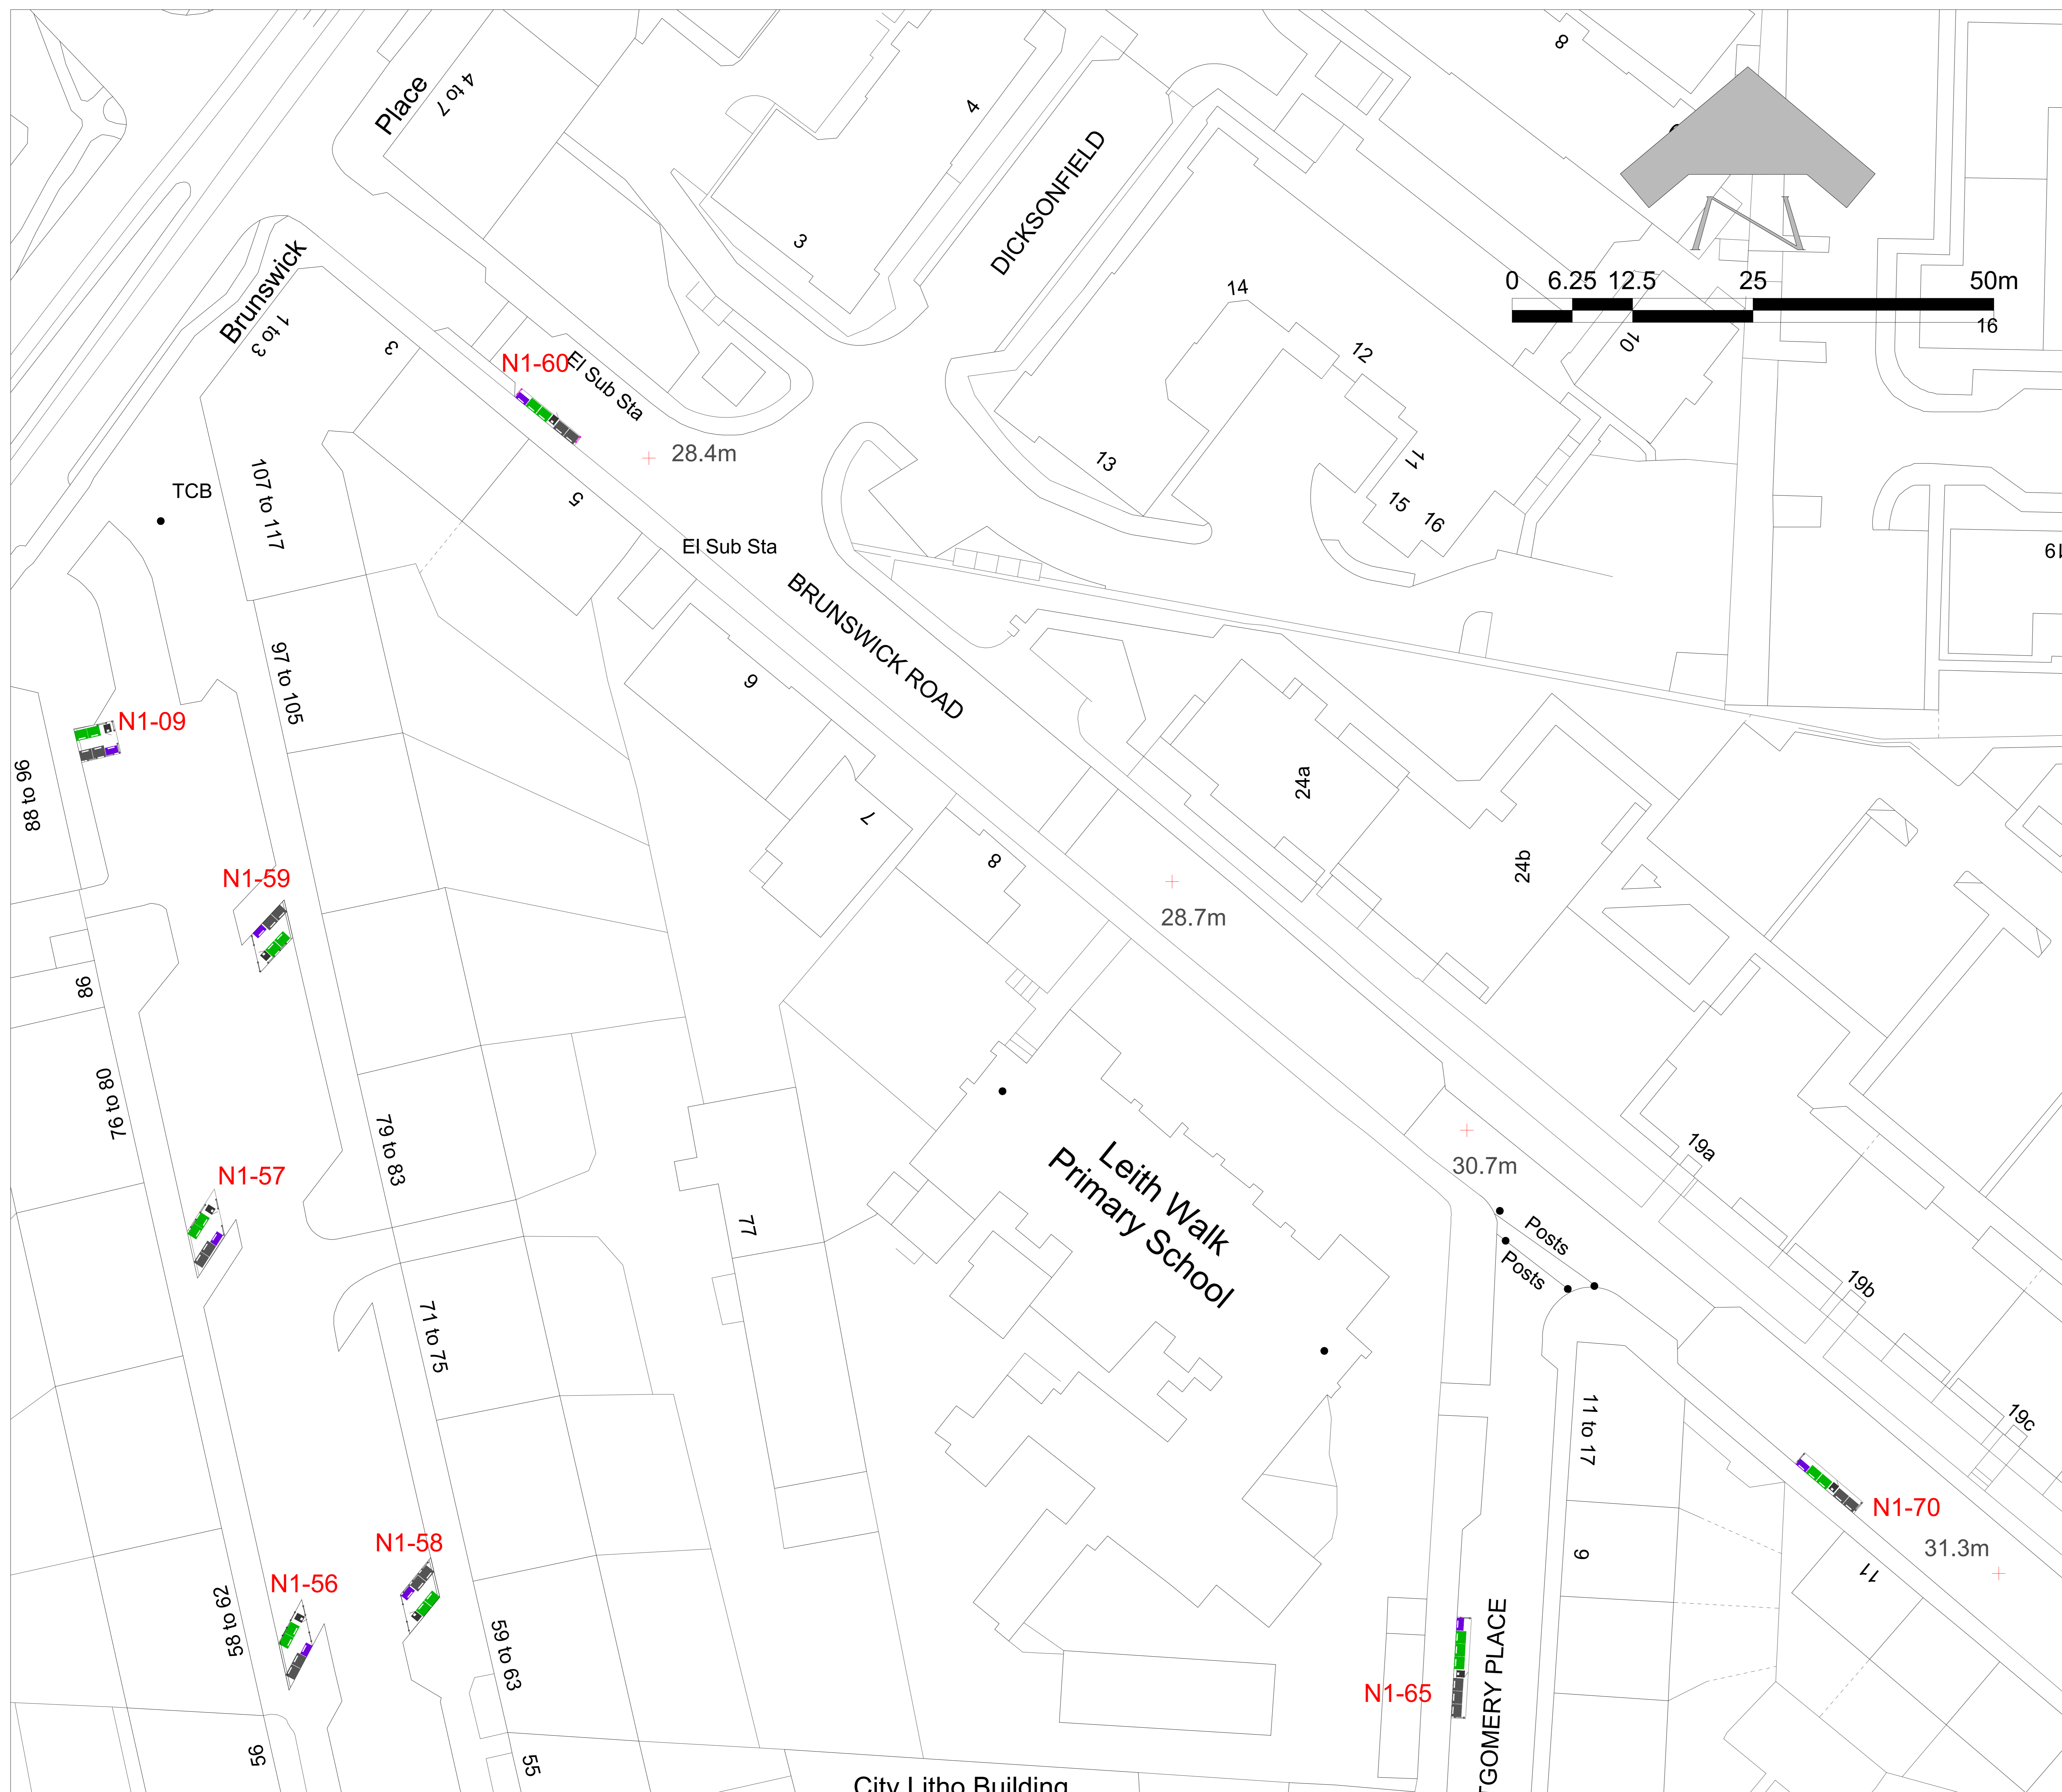 Place
4 to 7
4
8
3
DICKSONFIELD
Brunswick
1 to 3
3
N1-60
El Sub Sta
28.4m
14
12
13
11
15
16
10
0 6.25 12.5 25 50m
16
19
TCB
107 to 117
5
El Sub Sta
BRUNSWICK ROAD
97 to 105
9
N1-09
96 to 88
7
8
24a
24b
N1-59
28.7m
86
76 to 80
79 to 83
N1-57
77
Leith Walk
Primary School
30.7m
Posts
Posts
19a
19b
19c
71 to 75
11 to 17
N1-70
31.3m
11
9
N1-58
N1-56
58 to 62
59 to 63
N1-65
TGOMERY PLACE
56
55
City Litho Building